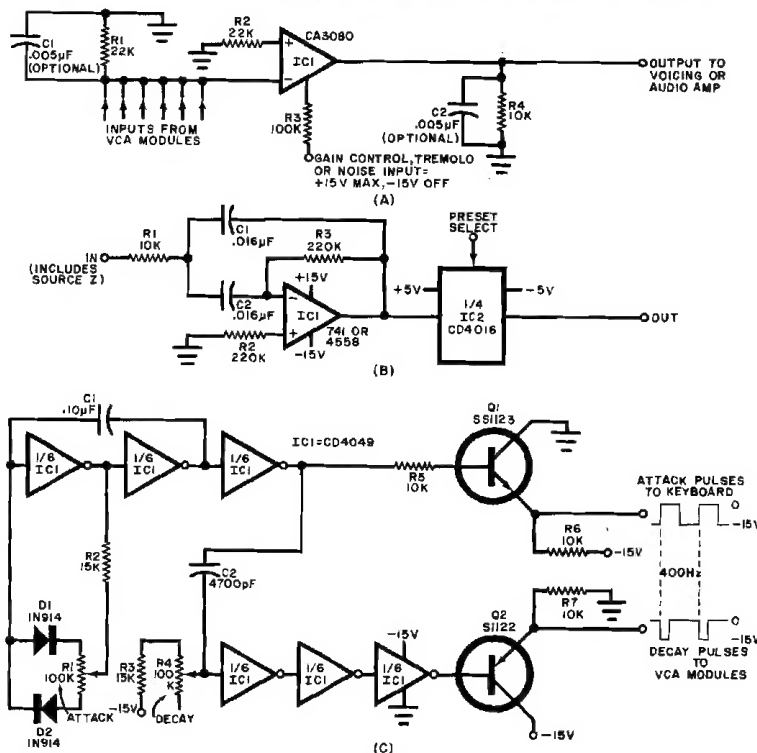 C1
.005µF
(OPTIONAL)
R1
22K
R2
22K
+
CA3080
IC1
−
INPUTS FROM
VCA MODULES
R3
100K
C2
.005µF
(OPTIONAL)
R4
10K
OUTPUT TO
VOICING OR
AUDIO AMP
GAIN CONTROL, TREMOLO
OR NOISE INPUT=
+15V MAX, −15V OFF
(A)
IN
(INCLUDES
SOURCE Z)
R1
10K
C1
.016µF
R3
220K
C2
.016µF
+15V
−
IC1
+
−15V
741 OR
4558
R2
220K
PRESET
SELECT
+5V
1/4
IC2
CD4016
−5V
OUT
(B)
C1
.10µF
1/6
IC1
1/6
IC1
1/6
IC1
IC1=CD4049
R5
10K
Q1
SS1123
R2
15K
C2
4700pF
R6
10K
−15V
ATTACK PULSES
TO KEYBOARD
0
−15V
400Hz
D1
1N914
R1
100K
ATTACK
D2
1N914
R3
15K
−15V
R4
100
K
DECAY
1/6
IC1
1/6
IC1
−15V
1/6
IC1
Q2
S1122
R7
10K
−15V
0
−15V
DECAY PULSES
TO
VCA MODULES
(C)